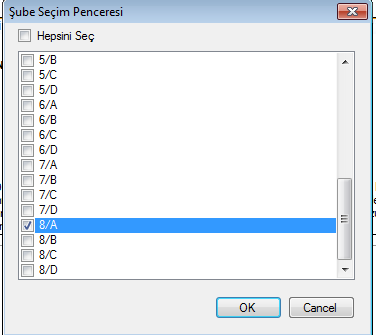 Şube Seçim Penceresi
Hepsini Seç
5/B
5/C
5/D
6/A
6/B
6/C
6/D
7/A
7/B
7/C
7/D
8/A
8/B
8/C
8/D
OK
Cancel